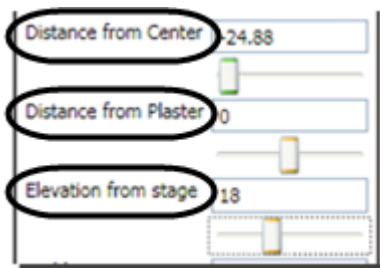 Distance from Center -24.88
Distance from Plaster 0
Elevation from stage 18